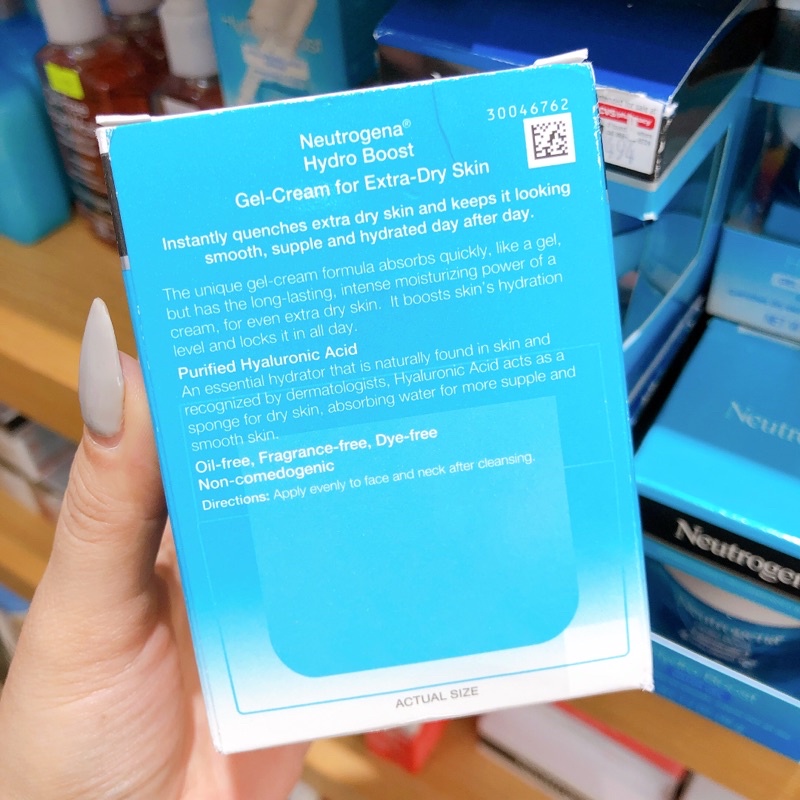 30046762
Neutrogena®
Hydro Boost
Gel-Cream for Extra-Dry Skin
Instantly quenches extra dry skin and keeps it looking
smooth, supple and hydrated day after day.
The unique gel-cream formula absorbs quickly, like a gel,
but has the long-lasting, intense moisturizing power of a
cream, for even extra dry skin. It boosts skin's hydration
level and locks it in all day.
Purified Hyaluronic Acid
An essential hydrator that is naturally found in skin and
recognized by dermatologists, Hyaluronic Acid acts as a
sponge for dry skin, absorbing water for more supple and
smooth skin.
Oil-free, Fragrance-free, Dye-free
Non-comedogenic
Directions: Apply evenly to face and neck after cleansing.
ACTUAL SIZE
CVS
Neutro
Neutrogen